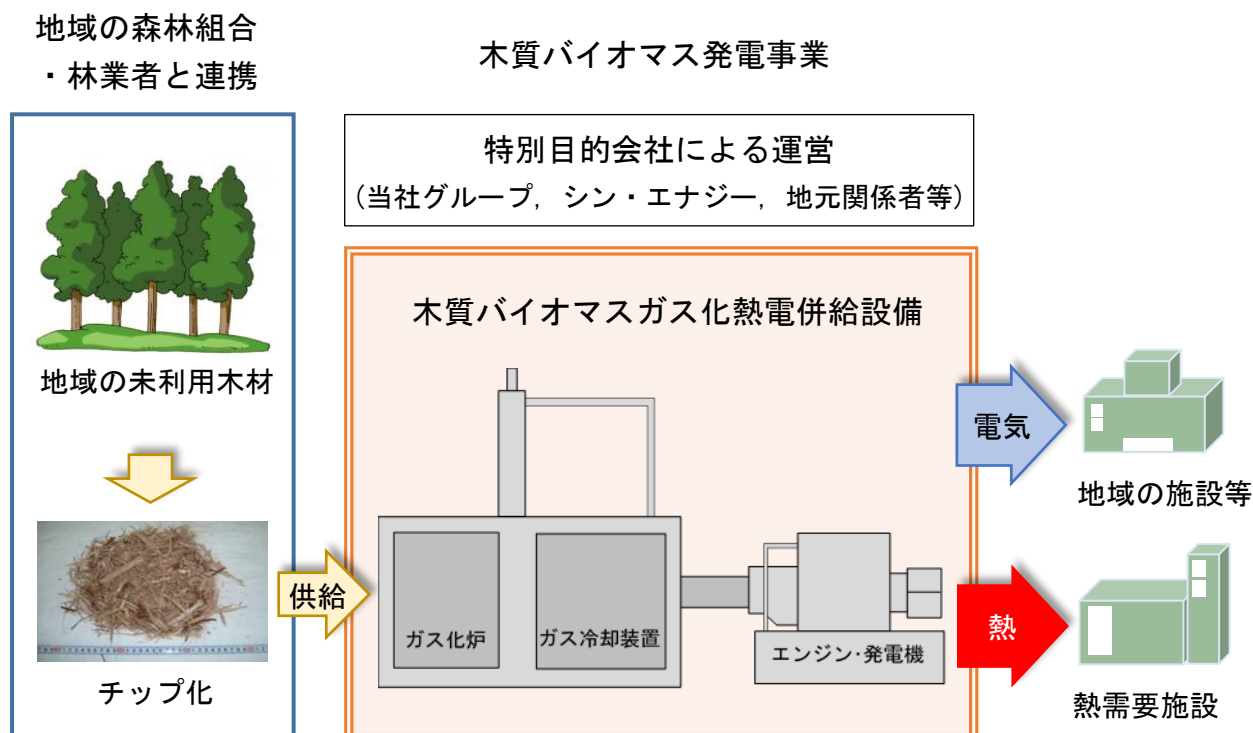 地域の森林組合
・林業者と連携
木質バイオマス発電事業
特別目的会社による運営
(当社グループ, シン・エナジー, 地元関係者等)
木質バイオマスガス化熱電併給設備
地域の未利用木材
チップ化
供給
ガス化炉
ガス冷却装置
エンジン・発電機
電気
地域の施設等
熱
熱需要施設